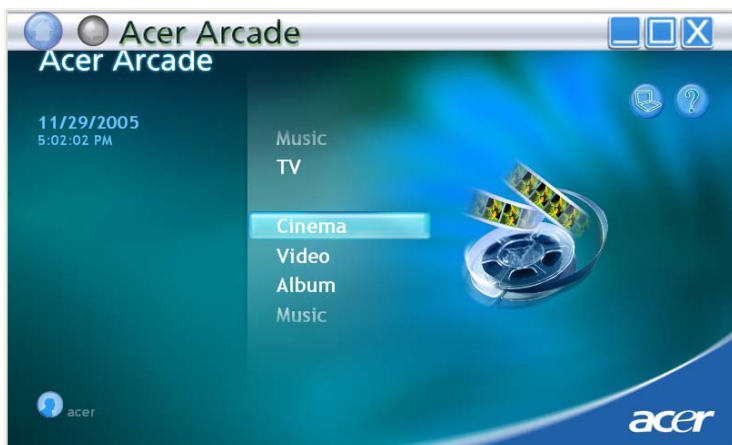 Acer Arcade
Acer Arcade
11/29/2005
5:02:02 PM
Music
TV
Cinema
Video
Album
Music
acer
acer